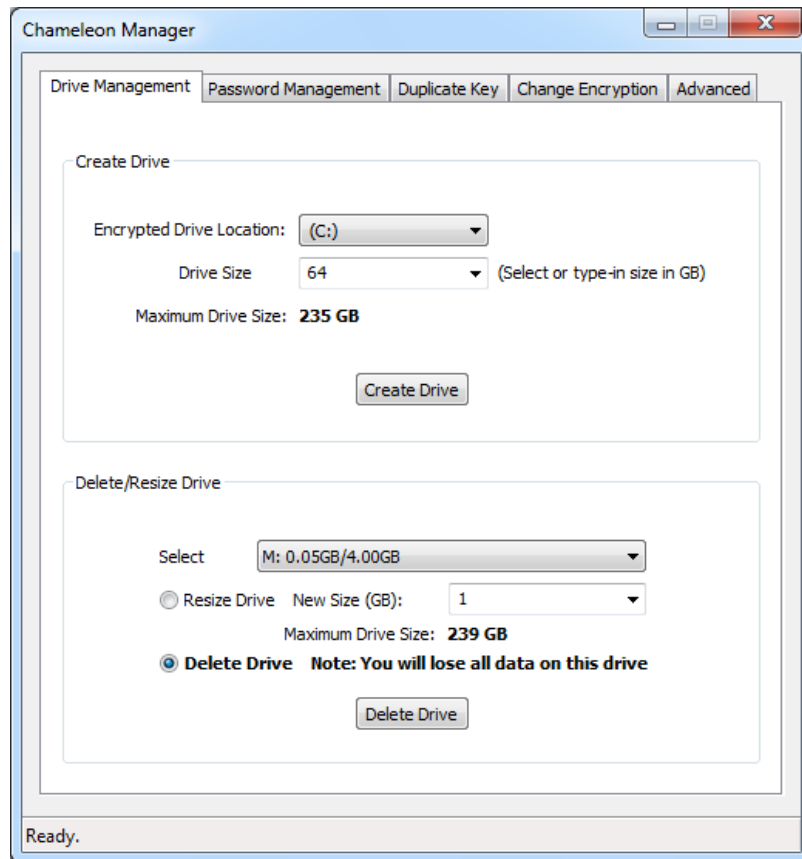 Chameleon Manager
Drive Management Password Management Duplicate Key Change Encryption Advanced
Create Drive
Encrypted Drive Location: (C:)
Drive Size 64 (Select or type-in size in GB)
Maximum Drive Size: 235 GB
Create Drive
Delete/Resize Drive
Select M: 0.05GB/4.00GB
Resize Drive New Size (GB): 1
Maximum Drive Size: 239 GB
Delete Drive Note: You will lose all data on this drive
Delete Drive
Ready.